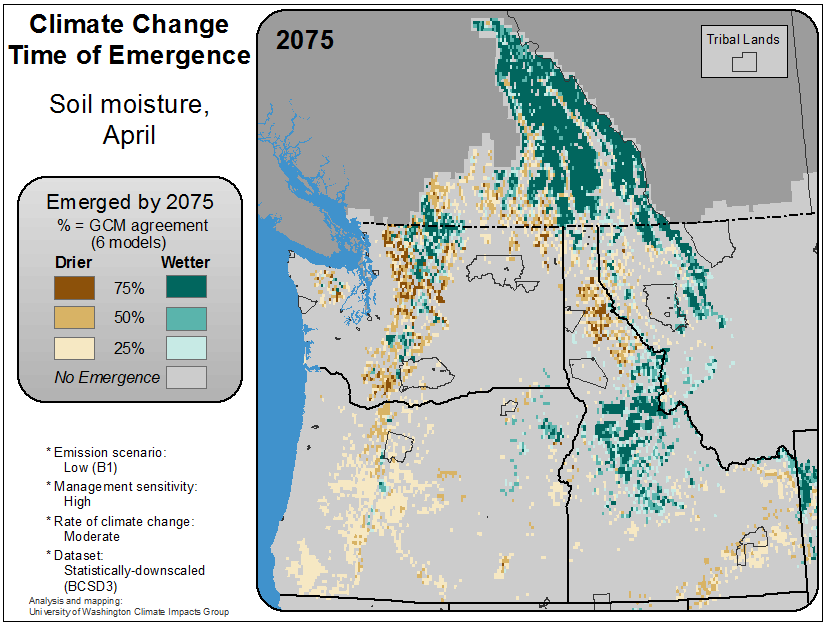 Climate Change
Time of Emergence
Soil moisture,
April
Emerged by 2075
% = GCM agreement
(6 models)
Drier Wetter
75%
50%
25%
No Emergence
* Emission scenario:
Low (B1)
* Management sensitivity:
High
* Rate of climate change:
Moderate
* Dataset:
Statistically-downscaled
(BCSD3)
Analysis and mapping:
University of Washington Climate Impacts Group
2075
Tribal Lands